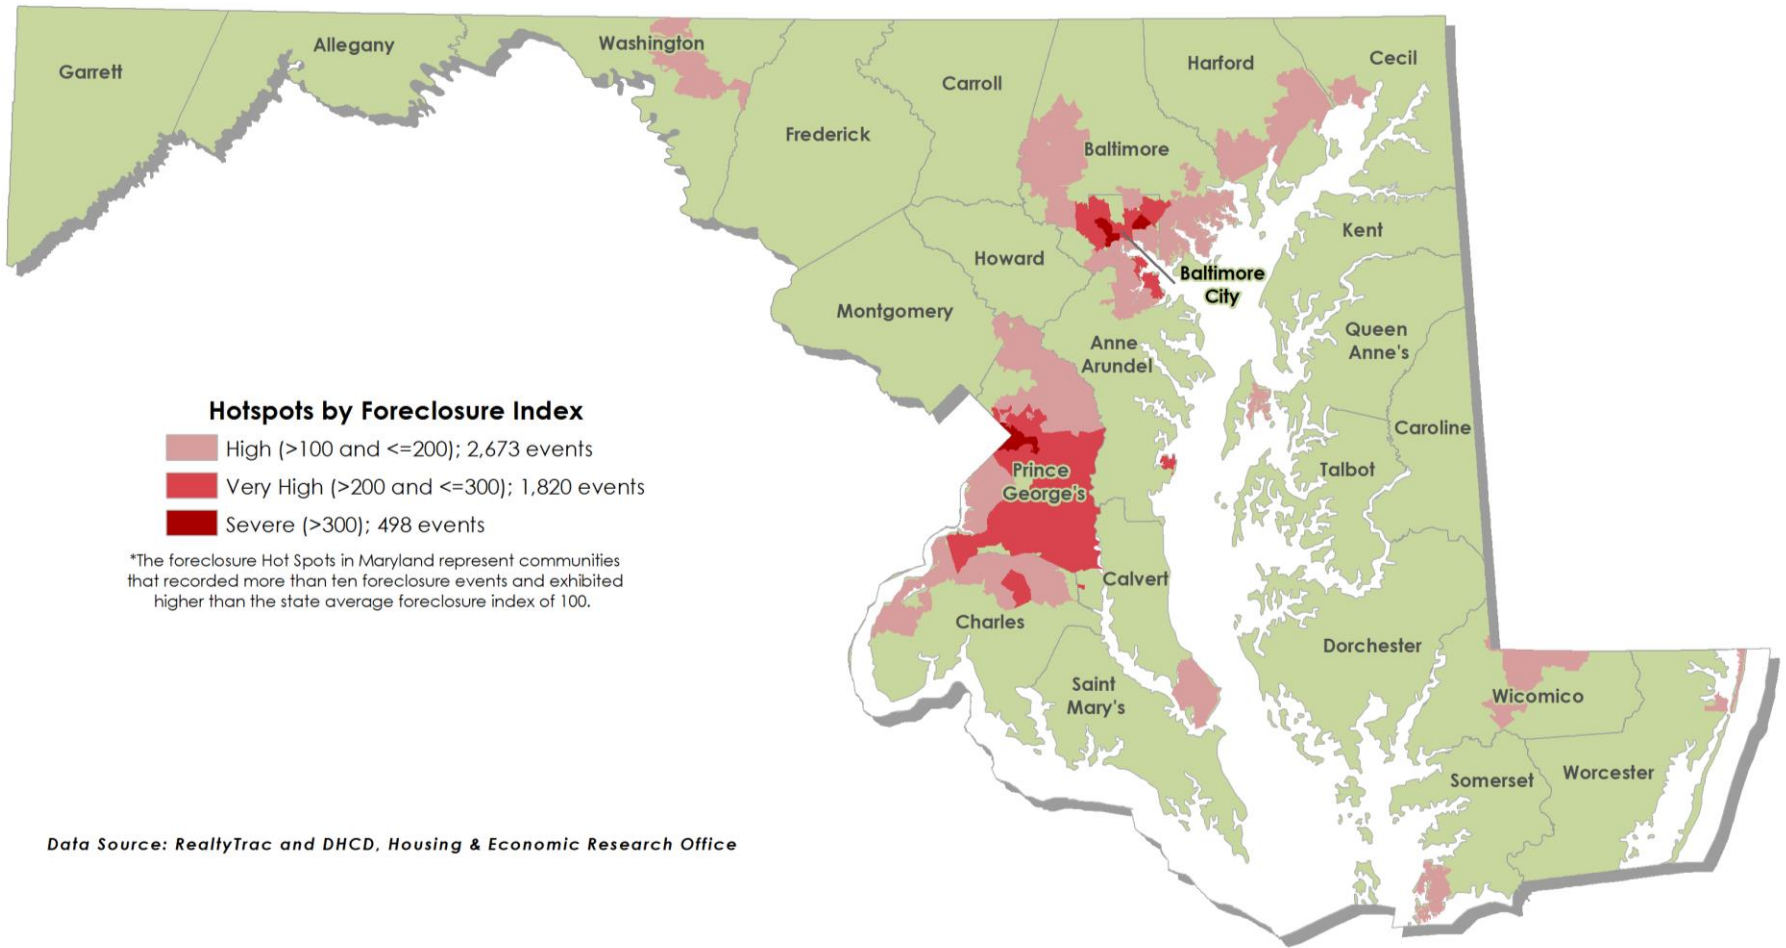 Garrett
Allegany
Washington
Frederick
Carroll
Harford
Cecil
Baltimore
Kent
Howard
Baltimore
City
Montgomery
Queen
Anne's
Anne
Arundel
Caroline
Talbot
Prince
George's
Calvert
Charles
Dorchester
Saint
Mary's
Wicomico
Somerset
Worcester
Hotspots by Foreclosure Index
High (>100 and <=200); 2,673 events
Very High (>200 and <=300); 1,820 events
Severe (>300); 498 events
*The foreclosure Hot Spots in Maryland represent communities
that recorded more than ten foreclosure events and exhibited
higher than the state average foreclosure index of 100.
Data Source: RealtyTrac and DHCD, Housing & Economic Research Office